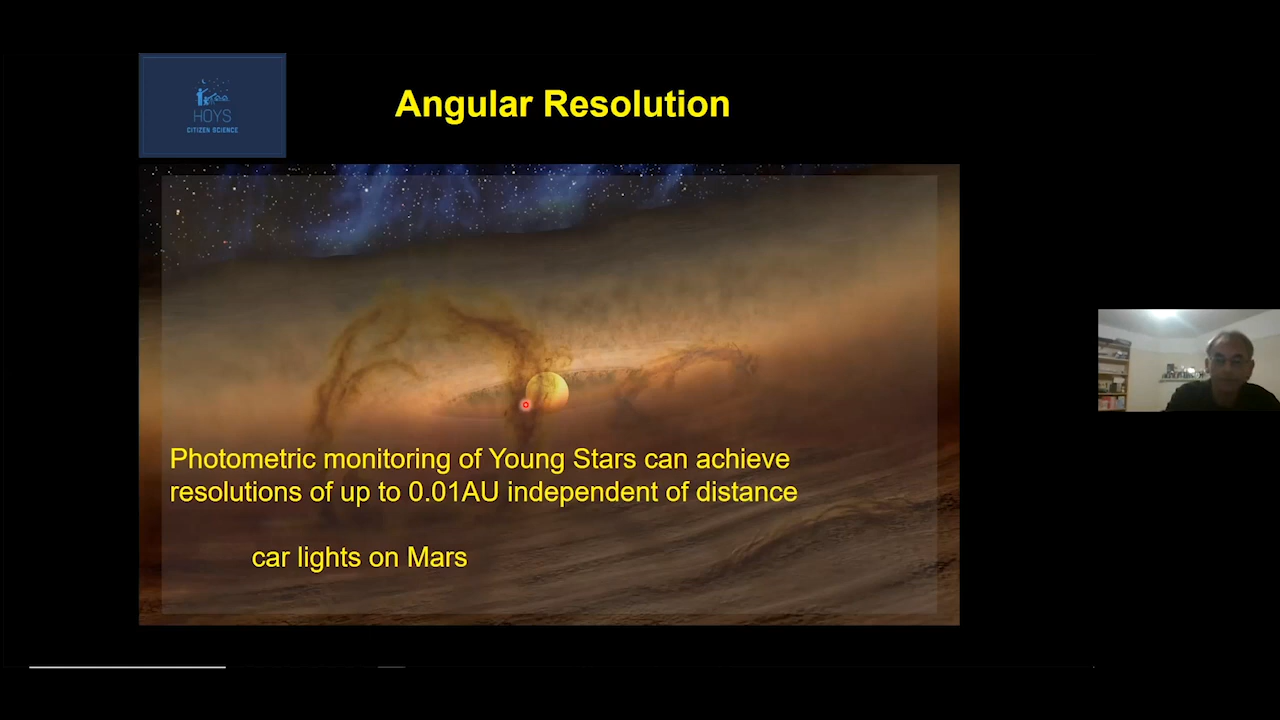 HOYS
CITIZEN SCIENCE
Angular Resolution
Photometric monitoring of Young Stars can achieve
resolutions of up to 0.01AU independent of distance
car lights on Mars